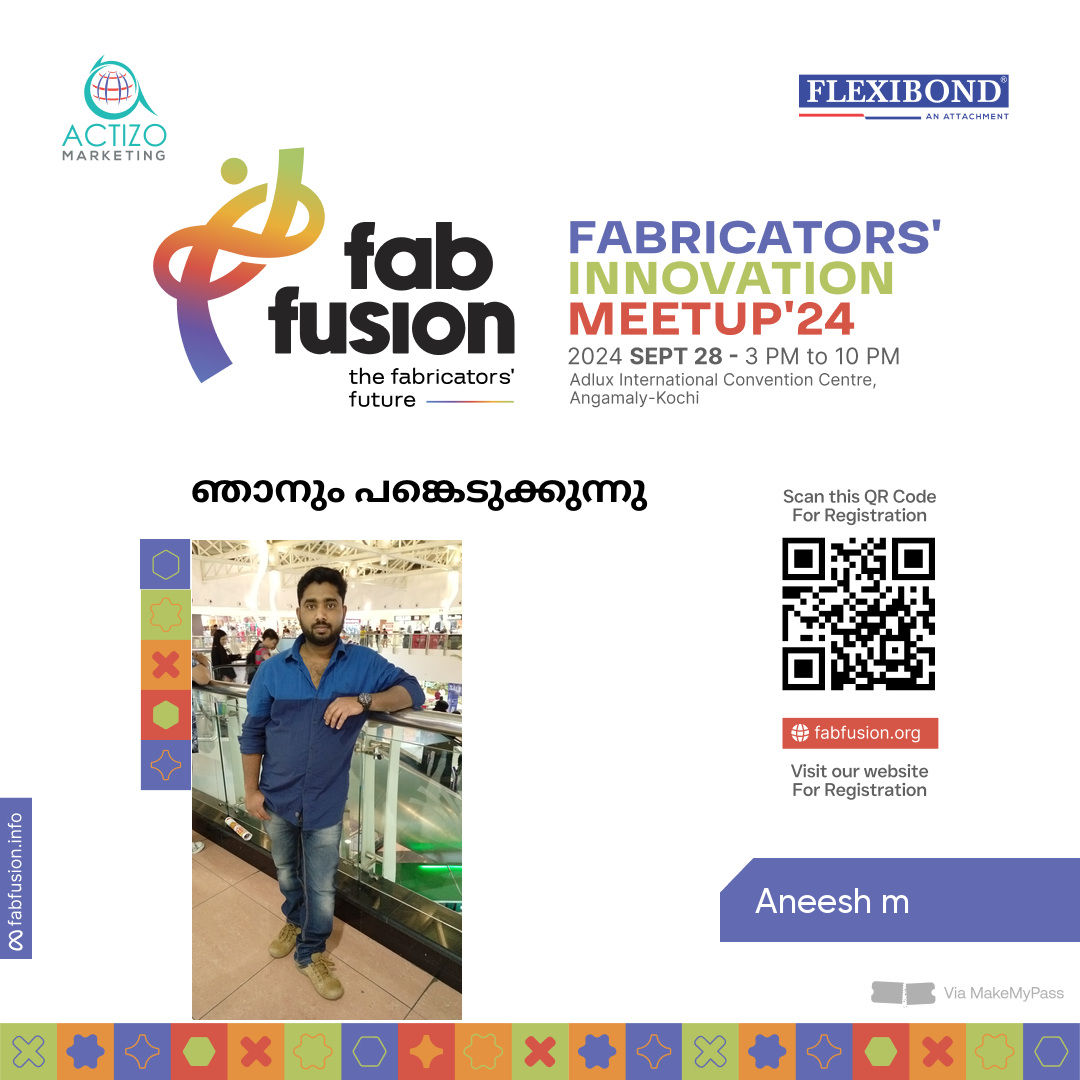 ACTIZO
MARKETING
FLEXIBOND®
AN ATTACHMENT
fab
fusion
the fabricators'
future
FABRICATORS'
INNOVATION
MEETUP'24
2024 SEPT 28 - 3 PM to 10 PM
Adlux International Convention Centre,
Angamaly-Kochi
ഞാനും പങ്കെടുക്കുന്നു
Scan this QR Code
For Registration
fabfusion.org
Visit our website
For Registration
fabfusion.info
Aneesh m
Via MakeMyPass